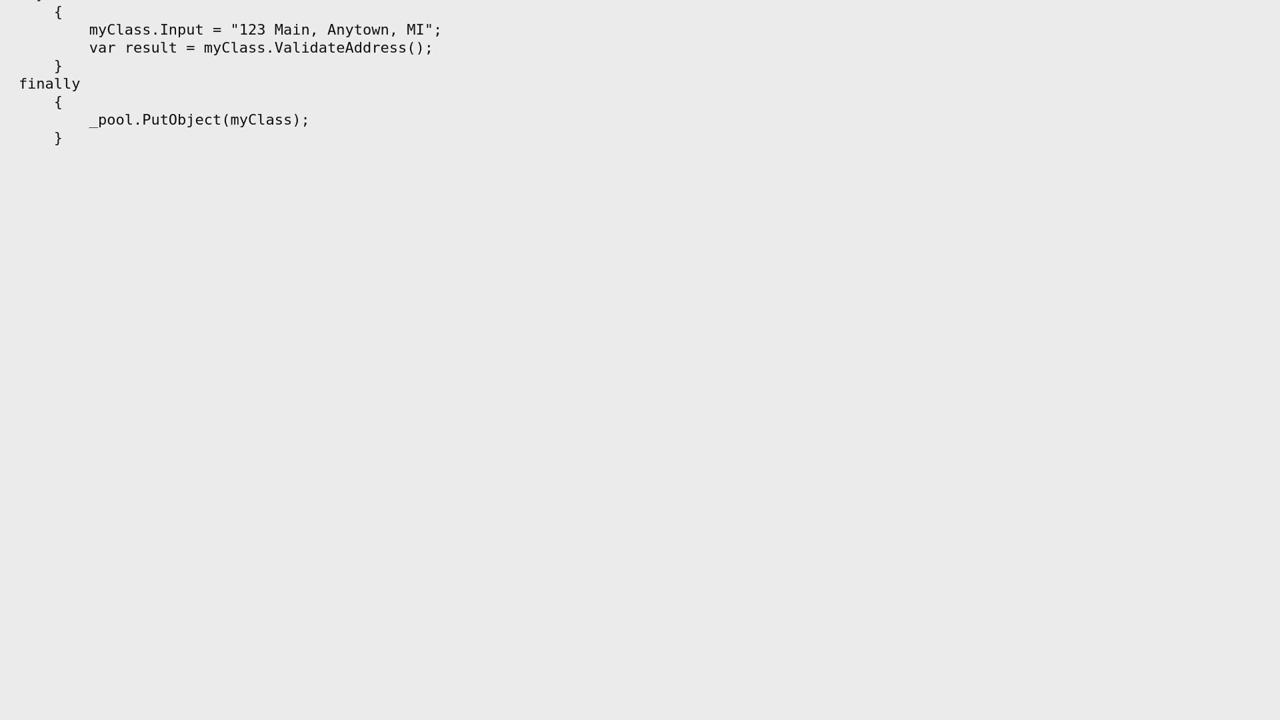 {
        myClass.Input = "123 Main, Anytown, MI";
        var result = myClass.ValidateAddress();
    }
finally
    {
        _pool.PutObject(myClass);
    }